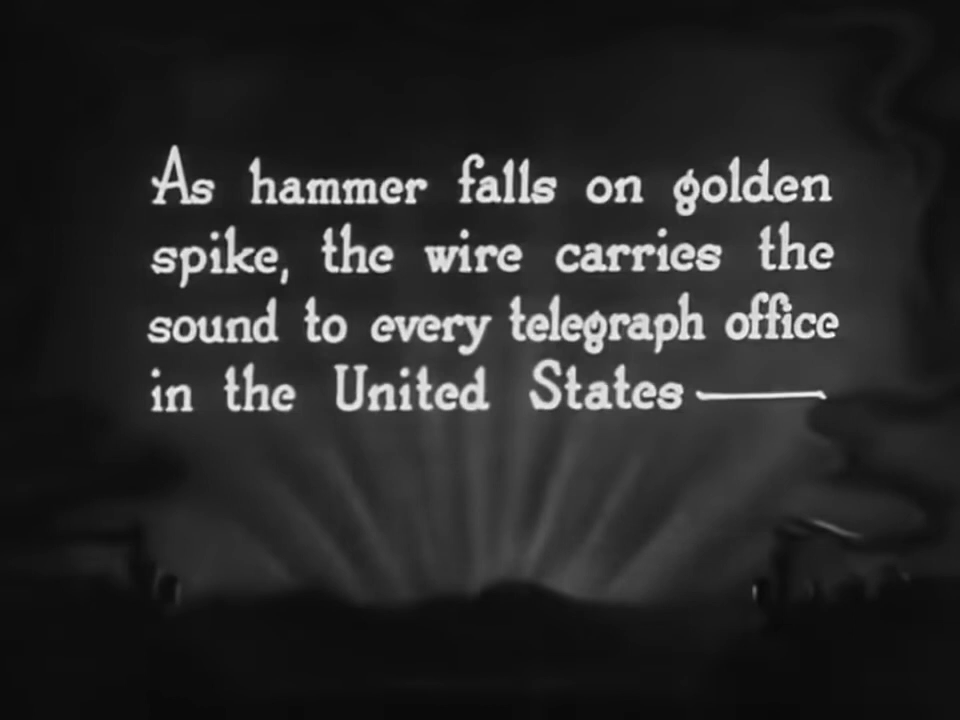 As hammer falls on golden
spike, the wire carries the
sound to every telegraph office
in the United States——